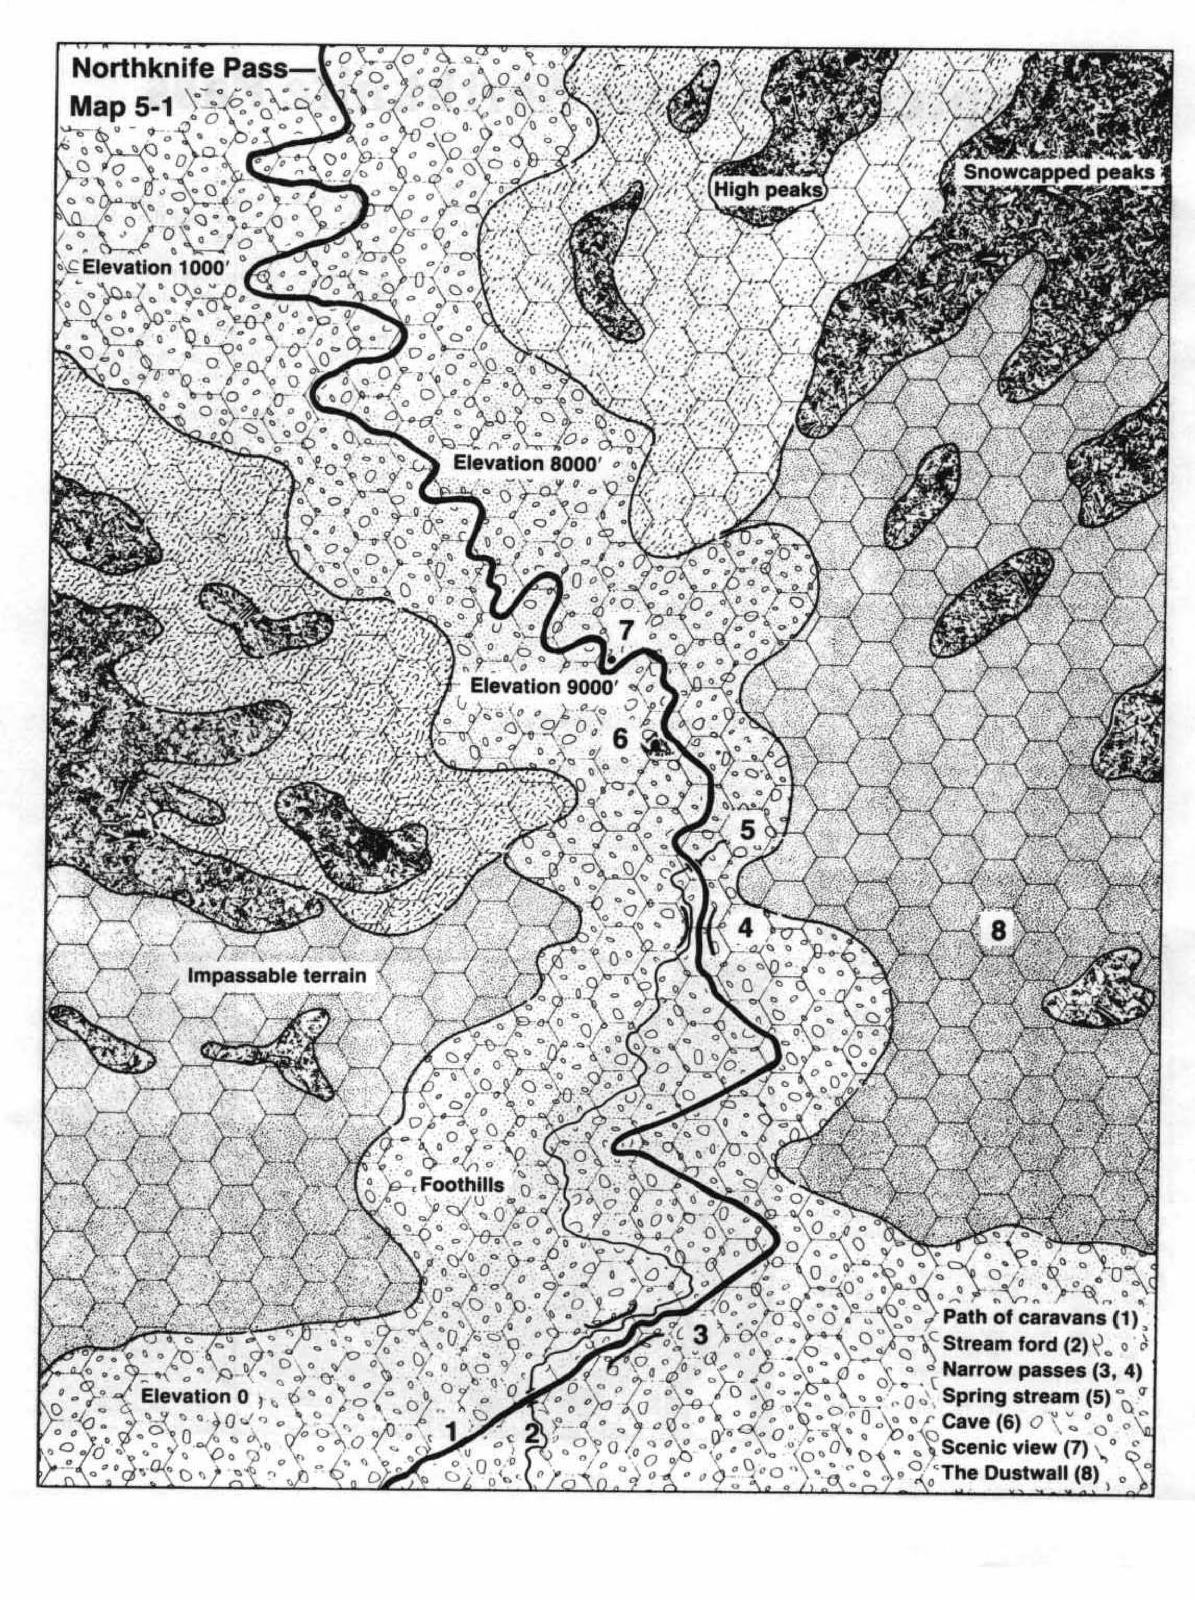 Northknife Pass—
Map 5-1
High peaks
Snowcapped peaks
Elevation 1000′
Elevation 8000′
7
Elevation 9000′
6
5
4
8
Impassable terrain
Foothills
3
Path of caravans (1)
Stream ford (2)
Narrow passes (3, 4)
Spring stream (5)
Cave (6)
Scenic view (7)
The Dustwall (8)
Elevation 0
1
2